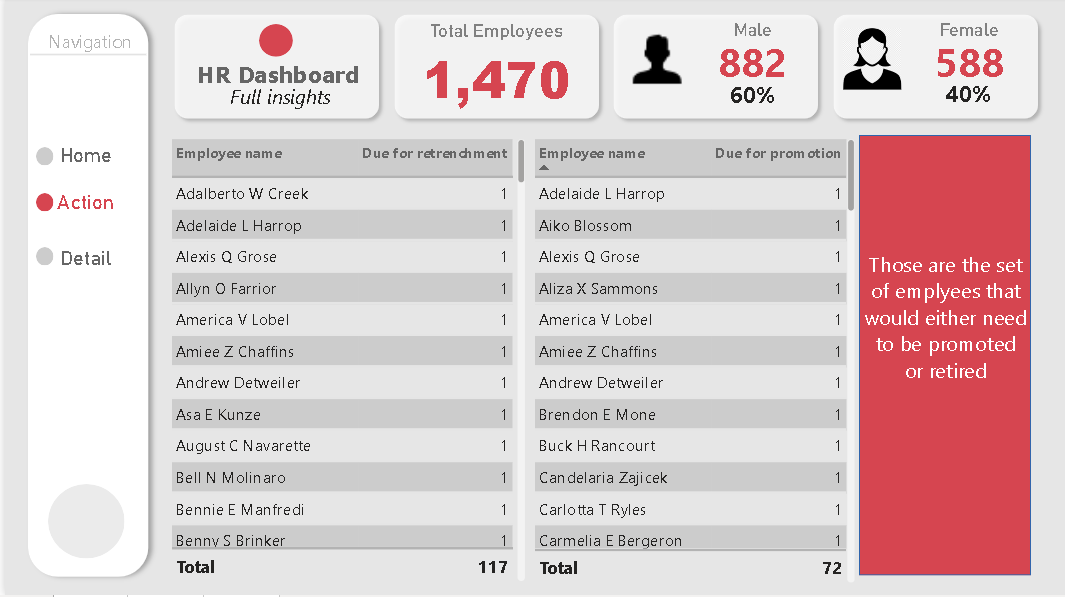 Navigation
Home
Action
Detail
HR Dashboard
Full insights
Total Employees
1,470
Male
882
60%
Female
588
40%
Employee name Due for retrenchment
Adalberto W Creek 1
Adelaide L Harrop 1
Alexis Q Grose 1
Allyn O Farrior 1
America V Lobel 1
Amiee Z Chaffins 1
Andrew Detweiler 1
Asa E Kunze 1
August C Navarette 1
Bell N Molinaro 1
Bennie E Manfredi 1
Benny S Brinker 1
Total 117
Employee name Due for promotion
Adelaide L Harrop 1
Aiko Blossom 1
Alexis Q Grose 1
Aliza X Sammons 1
America V Lobel 1
Amiee Z Chaffins 1
Andrew Detweiler 1
Brendon E Mone 1
Buck H Rancourt 1
Candelaria Zajicek 1
Carlotta T Ryles 1
Carmelia E Bergeron 1
Total 72
Those are the set
of emplyees that
would either need
to be promoted
or retired